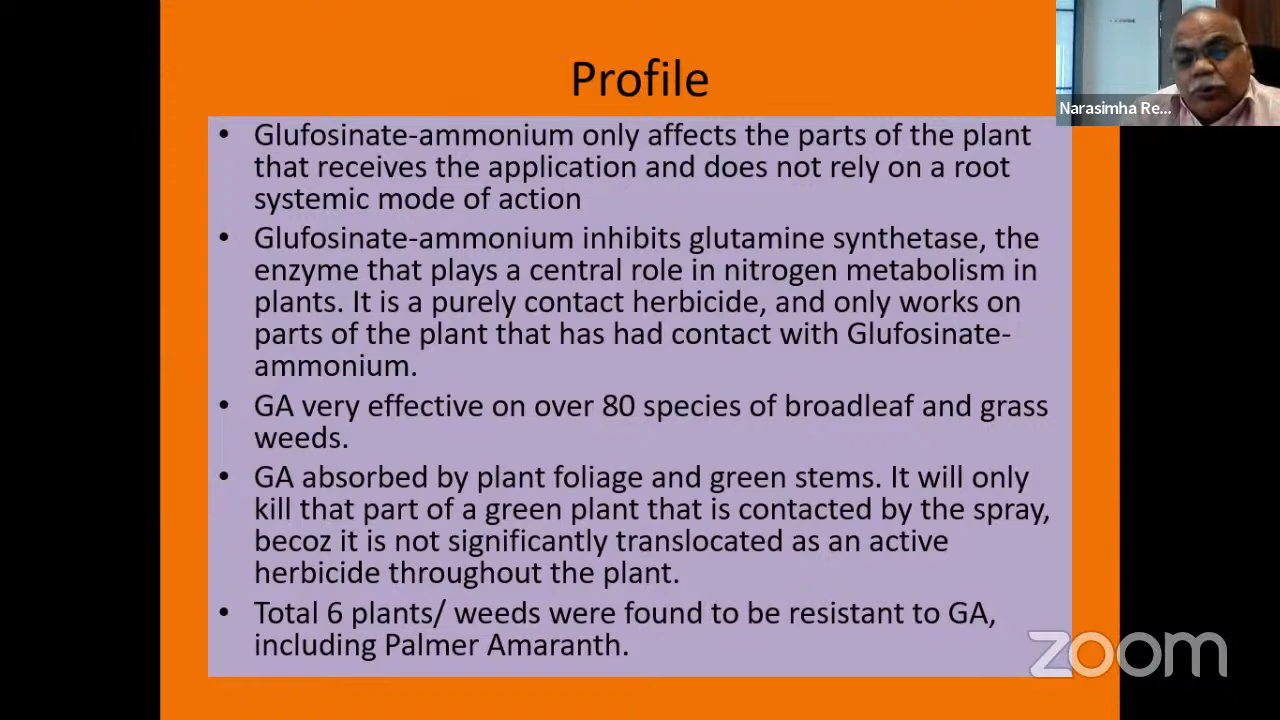 Profile
Narasimha Re...
• Glufosinate-ammonium only affects the parts of the plant
that receives the application and does not rely on a root
systemic mode of action
• Glufosinate-ammonium inhibits glutamine synthetase, the
enzyme that plays a central role in nitrogen metabolism in
plants. It is a purely contact herbicide, and only works on
parts of the plant that has had contact with Glufosinate-
ammonium.
• GA very effective on over 80 species of broadleaf and grass
weeds.
• GA absorbed by plant foliage and green stems. It will only
kill that part of a green plant that is contacted by the spray,
becoz it is not significantly translocated as an active
herbicide throughout the plant.
• Total 6 plants/ weeds were found to be resistant to GA,
including Palmer Amaranth.
zoom